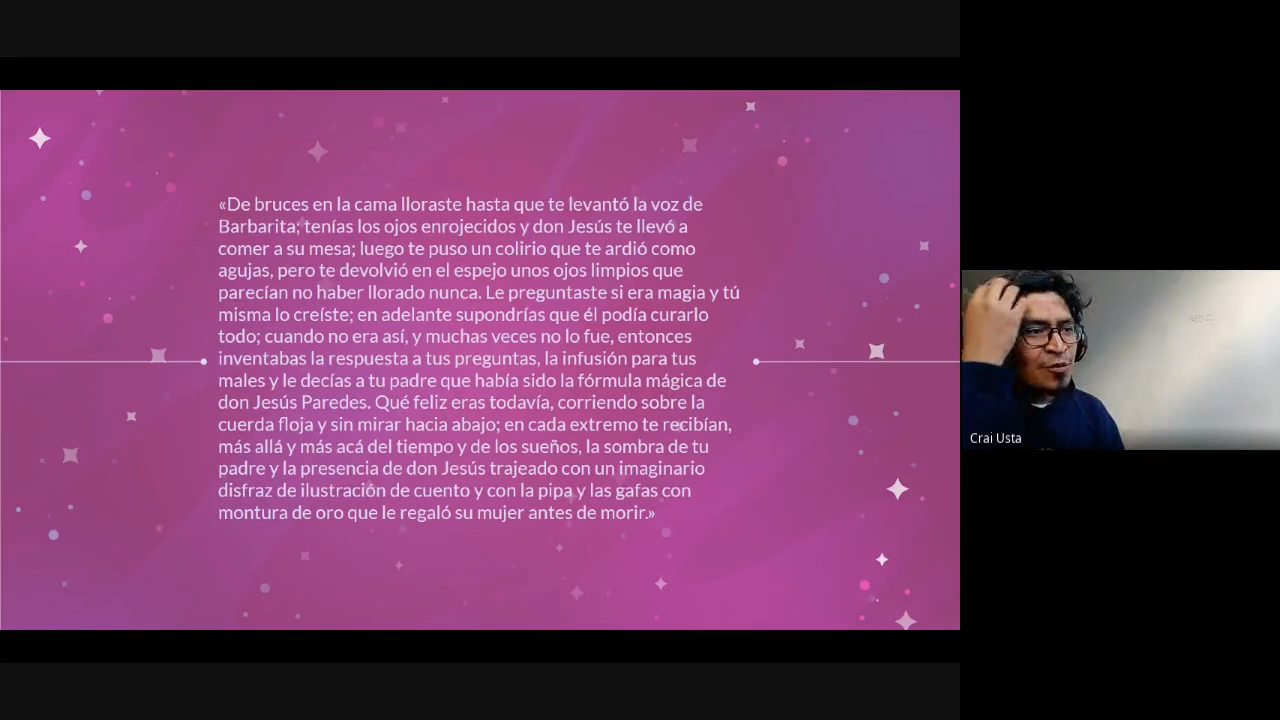 «De bruces en la cama lloraste hasta que te levantó la voz de
Barbarita; tenías los ojos enrojecidos y don Jesús te llevó a
comer a su mesa; luego te puso un colirio que te ardió como
agujas, pero te devolvió en el espejo unos ojos limpios que
parecían no haber llorado nunca. Le preguntaste si era magia y tú
misma lo creíste; en adelante supondrías que él podía curarlo
todo; cuando no era así, y muchas veces no lo fue, entonces
inventabas la respuesta a tus preguntas, la infusión para tus
males y le decías a tu padre que había sido la fórmula mágica de
don Jesús Paredes. Qué feliz eras todavía, corriendo sobre la
cuerda floja y sin mirar hacia abajo; en cada extremo te recibían,
más allá y más acá del tiempo y de los sueños, la sombra de tu
padre y la presencia de don Jesús trajeado con un imaginario
disfraz de ilustración de cuento y con la pipa y las gafas con
montura de oro que le regaló su mujer antes de morir.»
Crai Usta